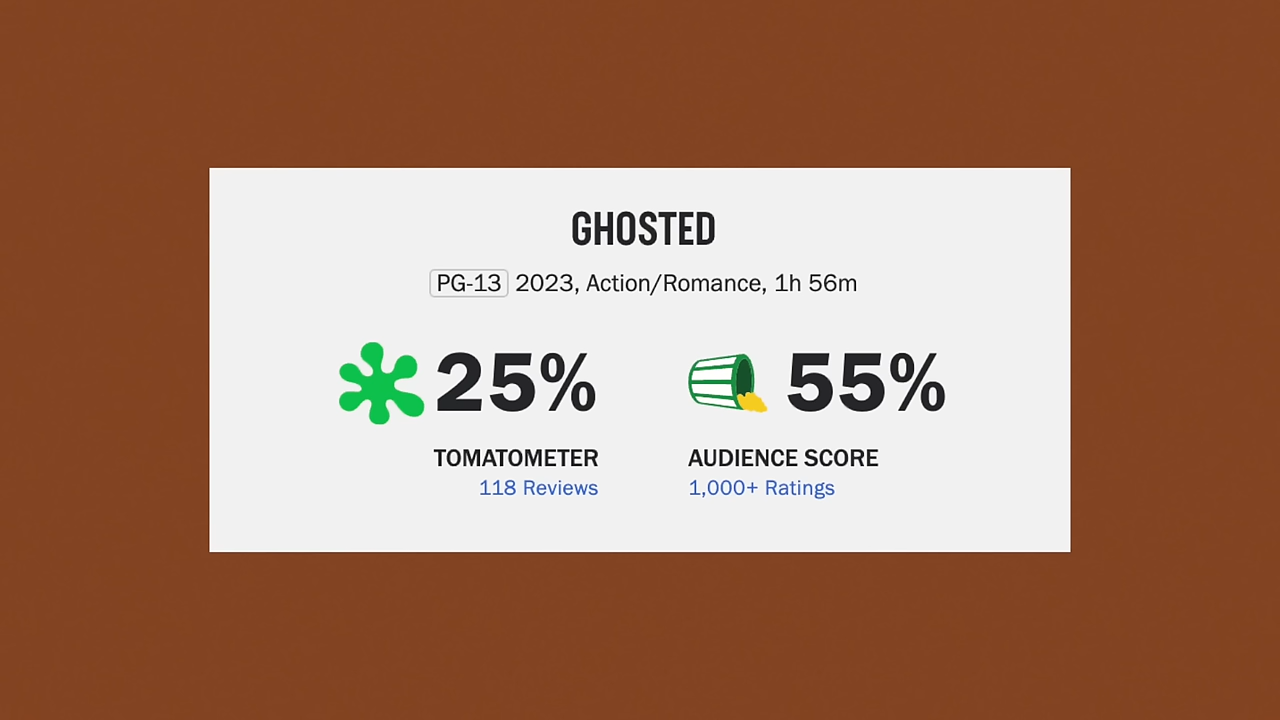 GHOSTED
PG-13 2023, Action/Romance, 1h 56m
25% 55%
TOMATOMETER AUDIENCE SCORE
118 Reviews 1,000+ Ratings